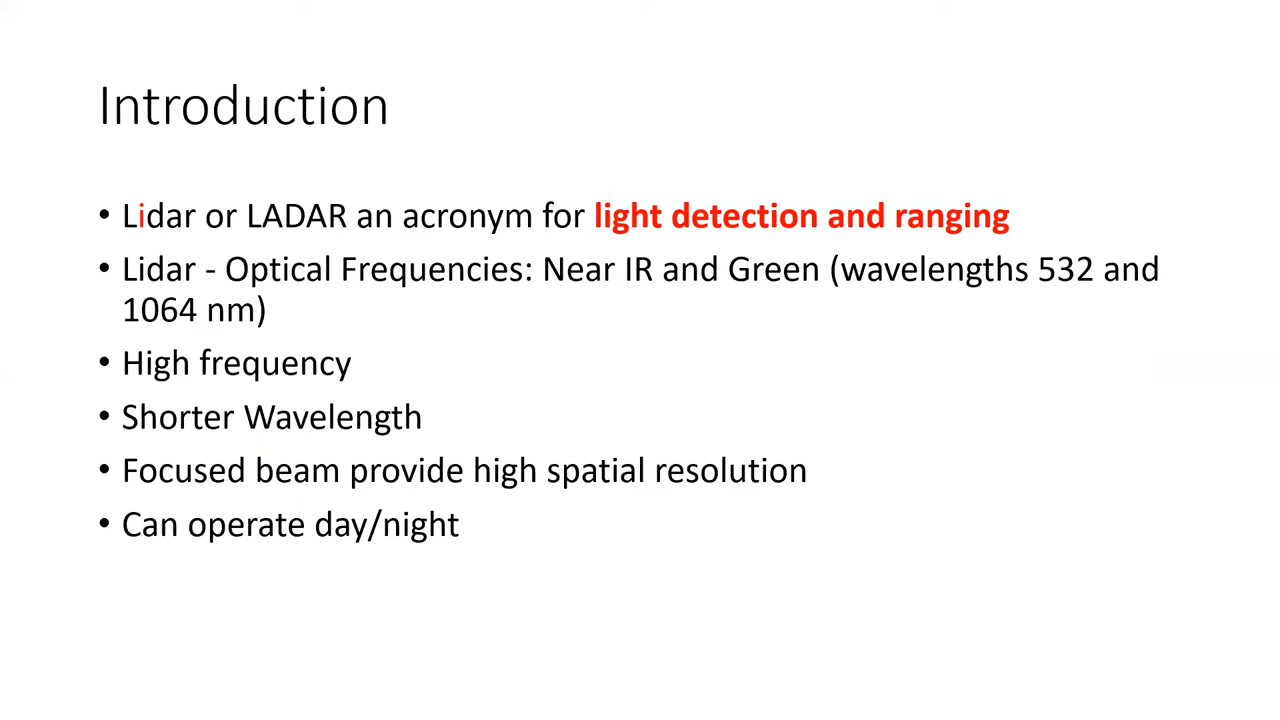 Introduction
• Lidar or LADAR an acronym for light detection and ranging
• Lidar - Optical Frequencies: Near IR and Green (wavelengths 532 and
1064 nm)
• High frequency
• Shorter Wavelength
• Focused beam provide high spatial resolution
• Can operate day/night